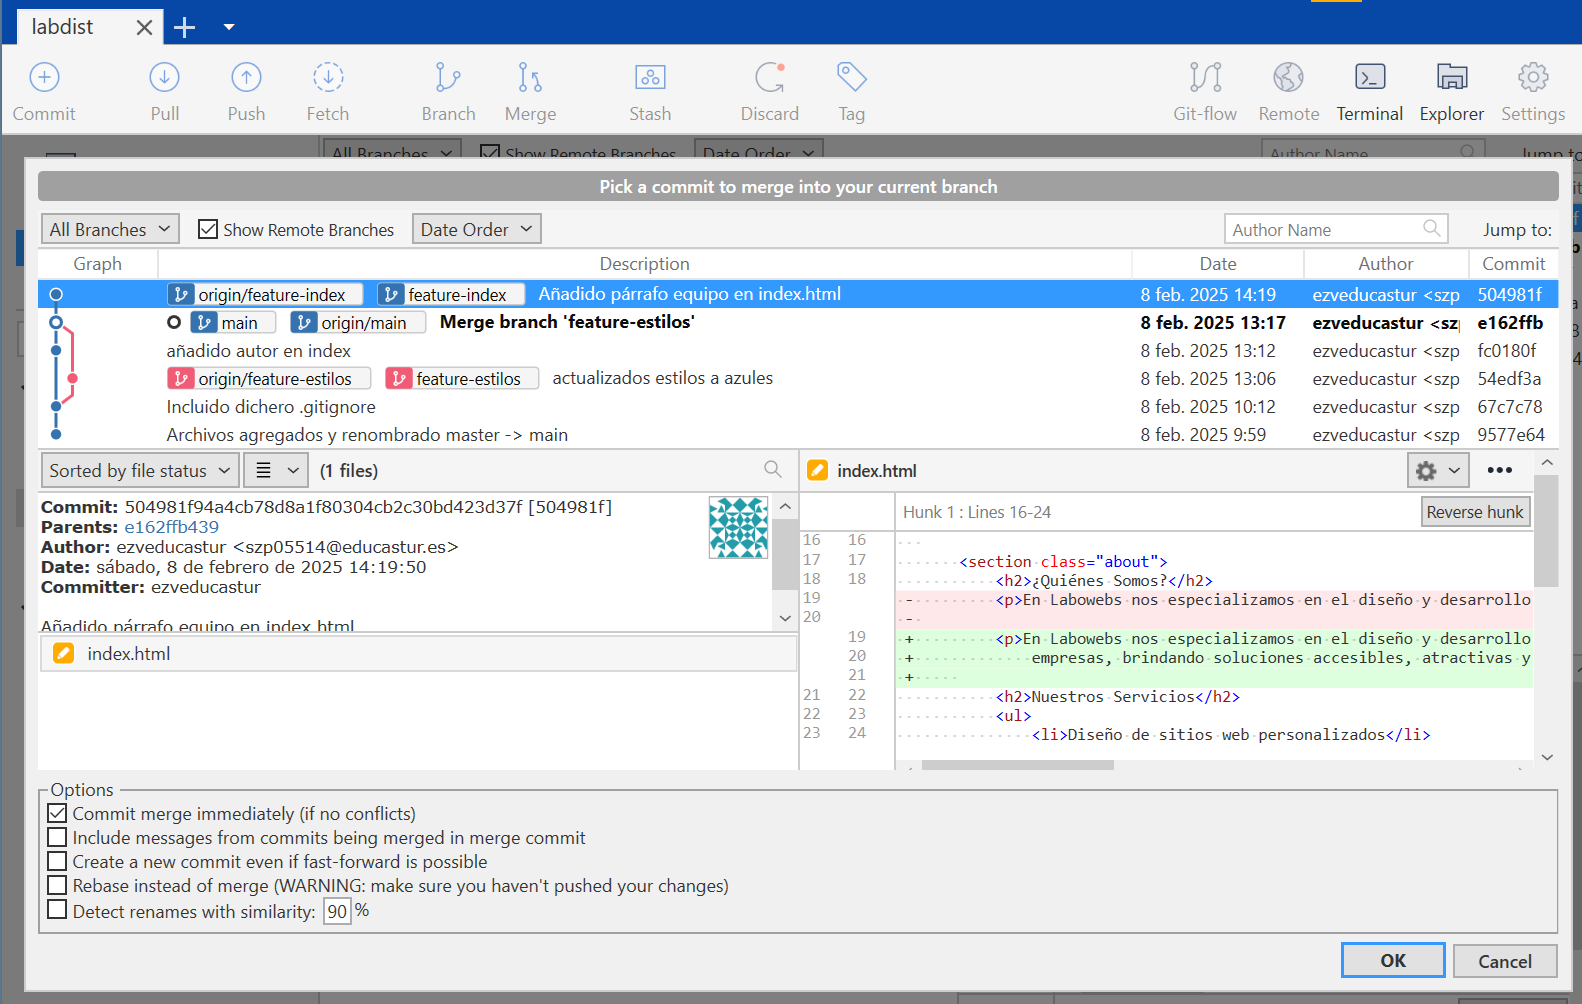 labdist
Commit
Pull
Push
Fetch
Branch
Merge
Stash
Discard
Tag
Git-flow
Remote
Terminal
Explorer
Settings
All Branches
Show Remote Branches
Date Order
Author Name
Jump to
Pick a commit to merge into your current branch
All Branches
Show Remote Branches
Date Order
Author Name
Jump to:
Graph Description Date Author Commit
origin/feature-index feature-index Añadido párrafo equipo en index.html 8 feb. 2025 14:19 ezveducastur <szp 504981f
main origin/main Merge branch 'feature-estilos' 8 feb. 2025 13:17 ezveducastur <sz e162ffb
añadido autor en index 8 feb. 2025 13:12 ezveducastur <szp fc0180f
origin/feature-estilos feature-estilos actualizados estilos a azules 8 feb. 2025 13:06 ezveducastur <szp 54edf3a
Incluido dichero .gitignore 8 feb. 2025 10:12 ezveducastur <szp 67c7c78
Archivos agregados y renombrado master -> main 8 feb. 2025 9:59 ezveducastur <szp 9577e64
Sorted by file status
(1 files)
Commit: 504981f94a4cb78d8a1f80304cb2c30bd423d37f [504981f]
Parents: e162ffb439
Author: ezveducastur <szp05514@educastur.es>
Date: sábado, 8 de febrero de 2025 14:19:50
Committer: ezveducastur
Añadido párrafo equipo en index.html
index.html
index.html
Hunk 1 : Lines 16-24
Reverse hunk
16 16
17 17 <section class="about">
18 18 <h2>¿Quiénes Somos?</h2>
19 - <p>En Labowebs nos especializamos en el diseño y desarrollo
20 -
19 + <p>En Labowebs nos especializamos en el diseño y desarrollo
20 + empresas, brindando soluciones accesibles, atractivas y
21 +
21 22 <h2>Nuestros Servicios</h2>
22 23 <ul>
23 24 <li>Diseño de sitios web personalizados</li>
Options
Commit merge immediately (if no conflicts)
Include messages from commits being merged in merge commit
Create a new commit even if fast-forward is possible
Rebase instead of merge (WARNING: make sure you haven't pushed your changes)
Detect renames with similarity: 90 %
OK
Cancel